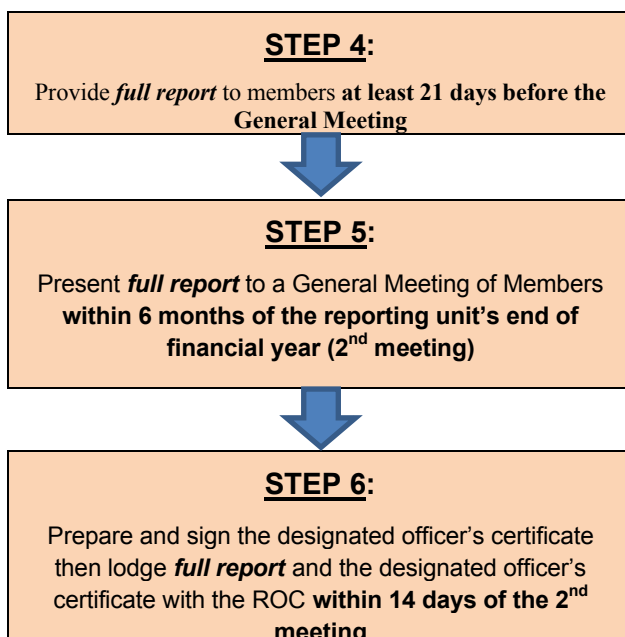 STEP 4:
Provide full report to members at least 21 days before the
General Meeting
STEP 5:
Present full report to a General Meeting of Members
within 6 months of the reporting unit's end of
financial year (2nd meeting)
STEP 6:
Prepare and sign the designated officer's certificate
then lodge full report and the designated officer's
certificate with the ROC within 14 days of the 2nd
meeting